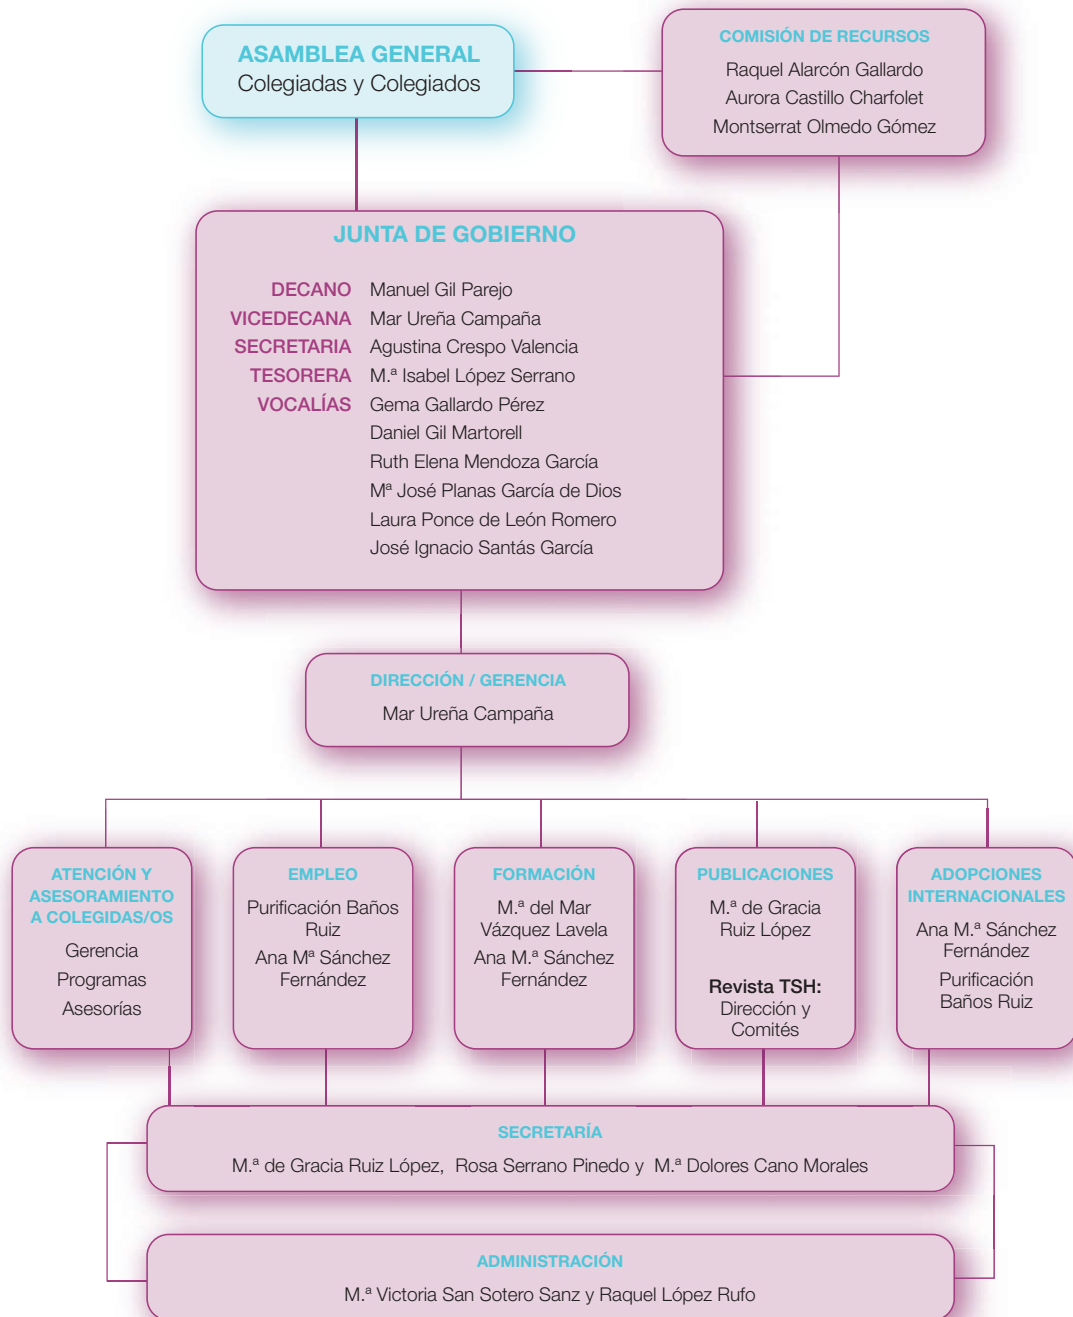 ASAMBLEA GENERAL
Colegiadas y Colegiados
COMISIÓN DE RECURSOS
Raquel Alarcón Gallardo
Aurora Castillo Charfolet
Montserrat Olmedo Gómez
JUNTA DE GOBIERNO
DECANO Manuel Gil Parejo
VICEDECANA Mar Ureña Campaña
SECRETARIA Agustina Crespo Valencia
TESORERA M.ª Isabel López Serrano
VOCALÍAS Gema Gallardo Pérez
Daniel Gil Martorell
Ruth Elena Mendoza García
Mª José Planas García de Dios
Laura Ponce de León Romero
José Ignacio Santás García
DIRECCIÓN / GERENCIA
Mar Ureña Campaña
ATENCIÓN Y
ASESORAMIENTO
A COLEGIDAS/OS
Gerencia
Programas
Asesorías
EMPLEO
Purificación Baños
Ruiz
Ana Mª Sánchez
Fernández
FORMACIÓN
M.ª del Mar
Vázquez Lavela
Ana M.ª Sánchez
Fernández
PUBLICACIONES
M.ª de Gracia
Ruiz López
Revista TSH:
Dirección y
Comités
ADOPCIONES
INTERNACIONALES
Ana M.ª Sánchez
Fernández
Purificación
Baños Ruiz
SECRETARÍA
M.ª de Gracia Ruiz López, Rosa Serrano Pinedo y M.ª Dolores Cano Morales
ADMINISTRACIÓN
M.ª Victoria San Sotero Sanz y Raquel López Rufo